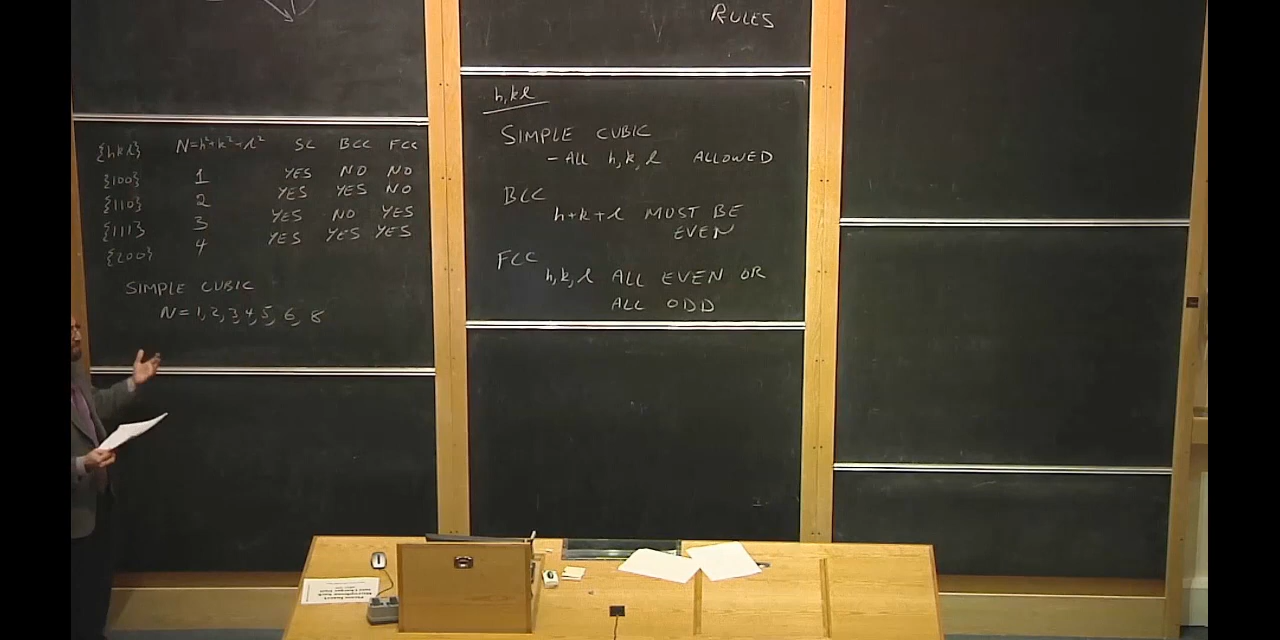 RULES
{hkl} N=h²+k²+l² SC BCC FCC
{100} 1 YES NO NO
{110} 2 YES YES NO
{111} 3 YES NO YES
{200} 4 YES YES YES
SIMPLE CUBIC
N = 1, 2, 3, 4, 5, 6, 8
h, k l
SIMPLE CUBIC
- ALL h, k, l ALLOWED
BCC
h+k+l MUST BE
EVEN
FCC
h, k, l ALL EVEN OR
ALL ODD